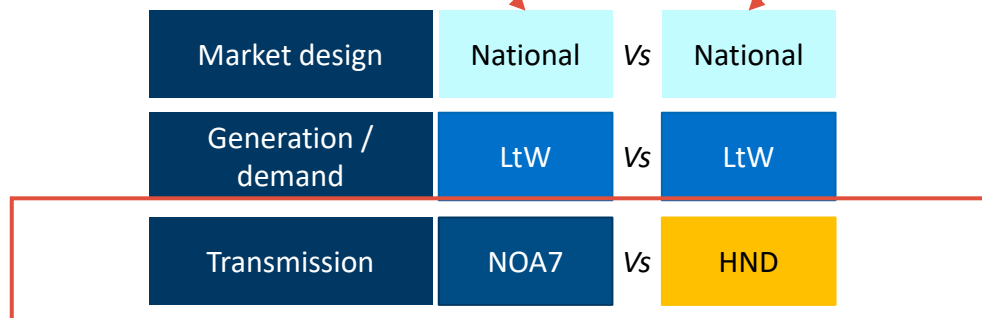 Market design National Vs National
Generation / demand LtW Vs LtW
Transmission NOA7 Vs HND